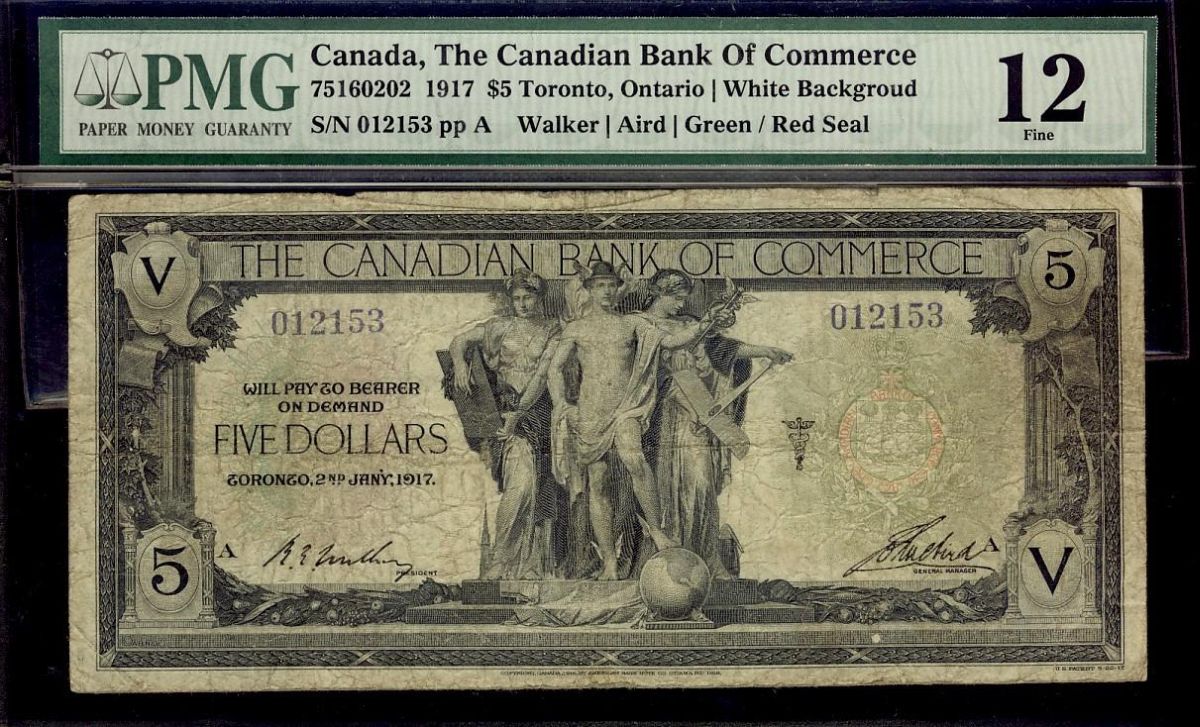 PMG
PAPER MONEY GUARANTY
Canada, The Canadian Bank Of Commerce
75160202 1917 $5 Toronto, Ontario | White Backgroud
S/N 012153 pp A Walker | Aird | Green / Red Seal
12
Fine
V
THE CANADIAN BANK OF COMMERCE
5
012153
012153
WILL PAY TO BEARER
ON DEMAND
FIVE DOLLARS
TORONTO, 2ND JAN'Y, 1917.
A
PRESIDENT
A
GENERAL MANAGER
5
V